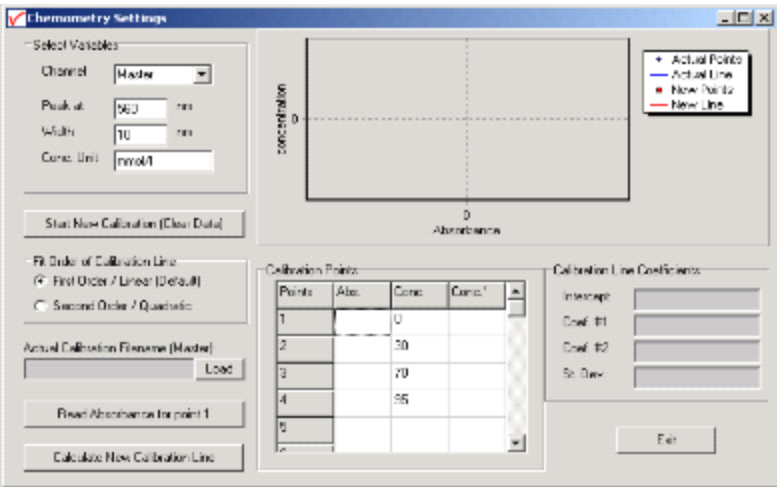 Chemometry Settings
Select Variables
Channel Master
Peak at 560 nm
Width 10 nm
Conc. Unit mmol/l
Start New Calibration (Clear Data)
Fit Order of Calibration Line
First Order / Linear (Default)
Second Order / Quadratic
Actual Calibration Filename (Master)
Load
Read Absorbance for point 1
Calculate New Calibration Line
concentration
0
0
Absorbance
Actual Points
Actual Line
New Points
New Line
Calibration Points
Points Abs. Conc. Conc.'
1 0
2 30
3 70
4
5
Calibration Line Coefficients
Intercept
Coef. #1
Coef. #2
St. Dev.
Exit